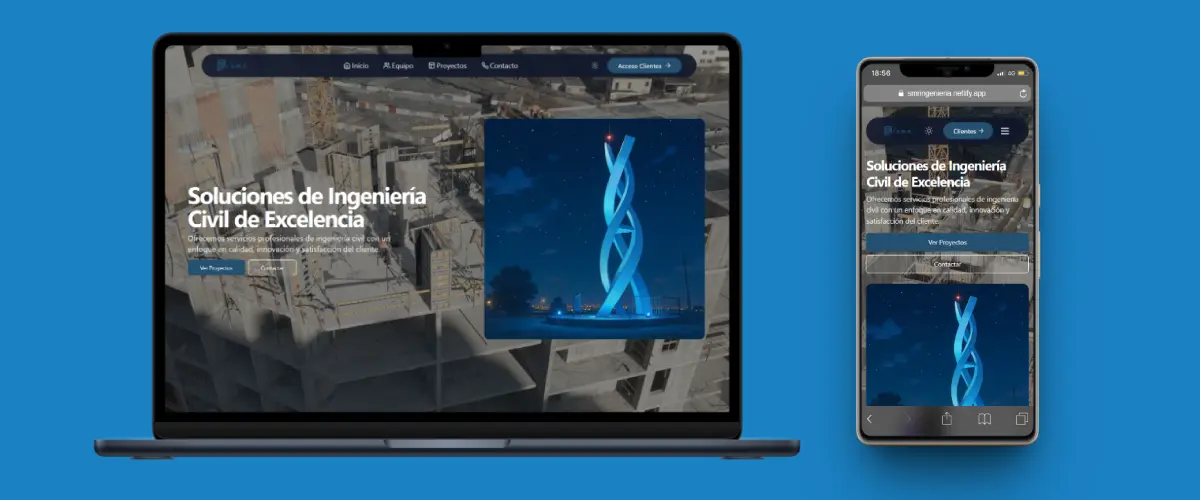 Inicio Equipo Proyectos Contacto Acceso Clientes
Soluciones de Ingeniería
Civil de Excelencia
Ofrecemos servicios profesionales de ingeniería civil con un
enfoque en calidad, innovación y satisfacción del cliente.
Ver Proyectos Contactar
18:56 4G
smringenieria.netlify.app
Clientes
Soluciones de Ingeniería
Civil de Excelencia
Ofrecemos servicios profesionales de ingeniería
civil con un enfoque en calidad, innovación y
satisfacción del cliente.
Ver Proyectos
Contactar